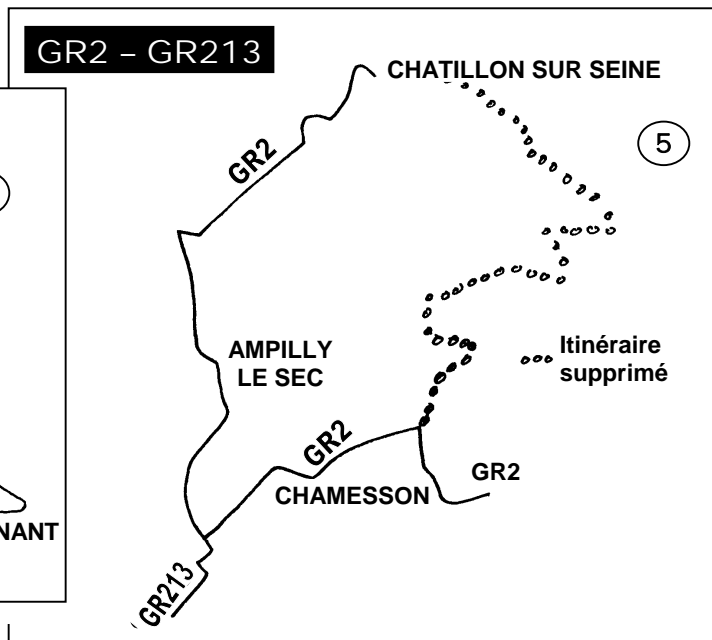 GR2 – GR213
CHATILLON SUR SEINE
5
GR2
AMPILLY
LE SEC
Itinéraire
supprimé
GR2
GR2
CHAMESSON
NANT
GR213